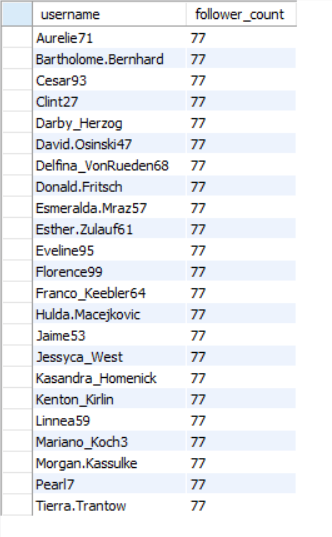 username follower_count
Aurelie71 77
Bartholome.Bernhard 77
Cesar93 77
Clint27 77
Darby_Herzog 77
David.Osinski47 77
Delfina_VonRueden68 77
Donald.Fritsch 77
Esmeralda.Mraz57 77
Esther.Zulauf61 77
Eveline95 77
Florence99 77
Franco_Keebler64 77
Hulda.Macejkovic 77
Jaime53 77
Jessyca_West 77
Kasandra_Homenick 77
Kenton_Kirlin 77
Linnea59 77
Mariano_Koch3 77
Morgan.Kassulke 77
Pearl7 77
Tierra.Trantow 77